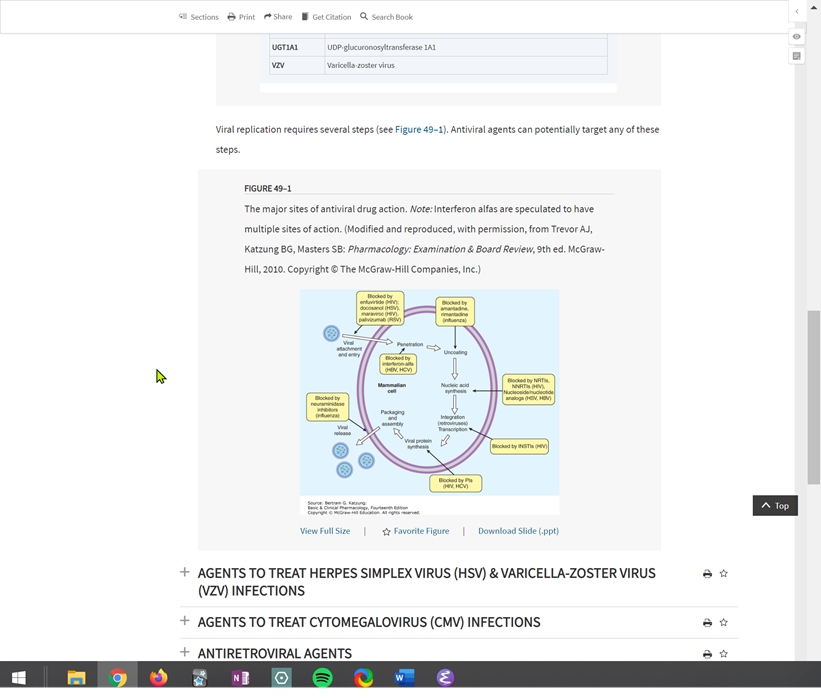 Sections Print Share Get Citation Search Book
UGT1A1 UDP-glucuronosyltransferase 1A1
VZV Varicella-zoster virus
Viral replication requires several steps (see Figure 49–1). Antiviral agents can potentially target any of these
steps.
FIGURE 49–1
The major sites of antiviral drug action. Note: Interferon alfas are speculated to have
multiple sites of action. (Modified and reproduced, with permission, from Trevor AJ,
Katzung BG, Masters SB: Pharmacology: Examination & Board Review, 9th ed. McGraw-
Hill, 2010. Copyright © The McGraw-Hill Companies, Inc.)
Blocked by
enfuvirtide (HIV);
docosanol (HSV),
maraviroc (HIV),
palivizumab (RSV)
Blocked by
amantadine,
rimantadine
(influenza)
Viral
attachment
and entry
Penetration
Uncoating
Blocked by
interferon-alfa
(HBV, HCV)
Mammalian
cell
Nucleic acid
synthesis
Blocked by NRTIs,
NNRTIs (HIV),
Nucleoside/nucleotide
analogs (HSV, HBV)
Blocked by
neuraminidase
inhibitors
(influenza)
Packaging
and
assembly
Integration
(retroviruses)
Transcription
Viral
release
Viral protein
synthesis
Blocked by INSTIs (HIV)
Blocked by PIs
(HIV, HCV)
Source: Bertram G. Katzung:
Basic & Clinical Pharmacology, Fourteenth Edition
Copyright © McGraw-Hill Education. All rights reserved.
View Full Size | Favorite Figure | Download Slide (.ppt)
Top
AGENTS TO TREAT HERPES SIMPLEX VIRUS (HSV) & VARICELLA-ZOSTER VIRUS
(VZV) INFECTIONS
AGENTS TO TREAT CYTOMEGALOVIRUS (CMV) INFECTIONS
ANTIRETROVIRAL AGENTS